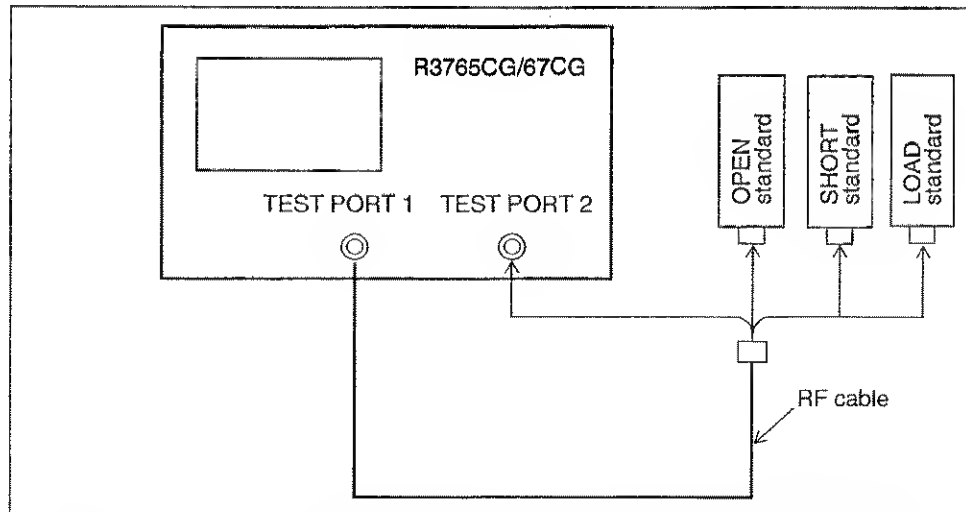 R3765CG/67CG
TEST PORT 1
TEST PORT 2
OPEN
standard
SHORT
standard
LOAD
standard
RF cable